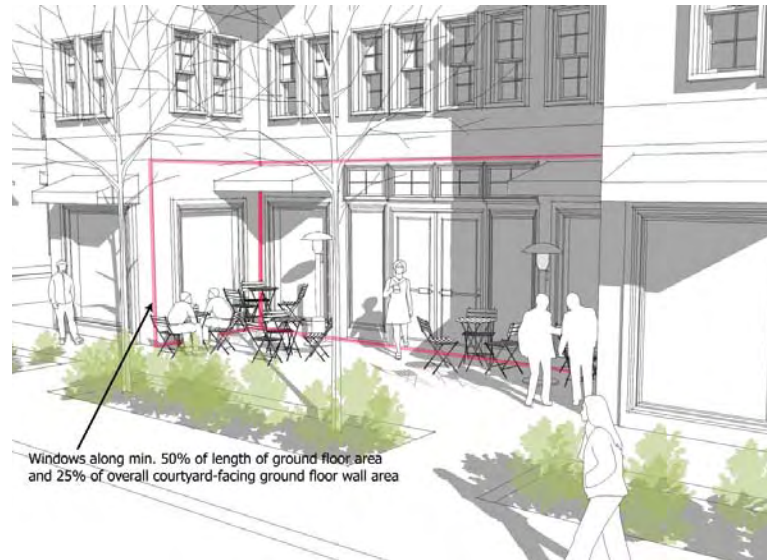 Windows along min. 50% of length of ground floor area
and 25% of overall courtyard-facing ground floor wall area